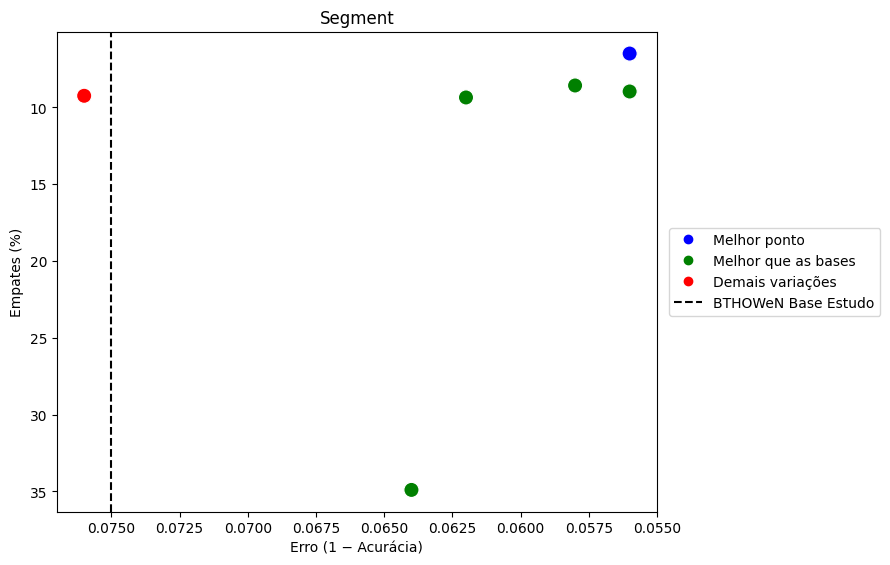 Segment
Empates (%)
10
15
20
25
30
35
0.0750
0.0725
0.0700
0.0675
0.0650
0.0625
0.0600
0.0575
0.0550
Erro (1 − Acurácia)
Melhor ponto
Melhor que as bases
Demais variações
BTHOWeN Base Estudo